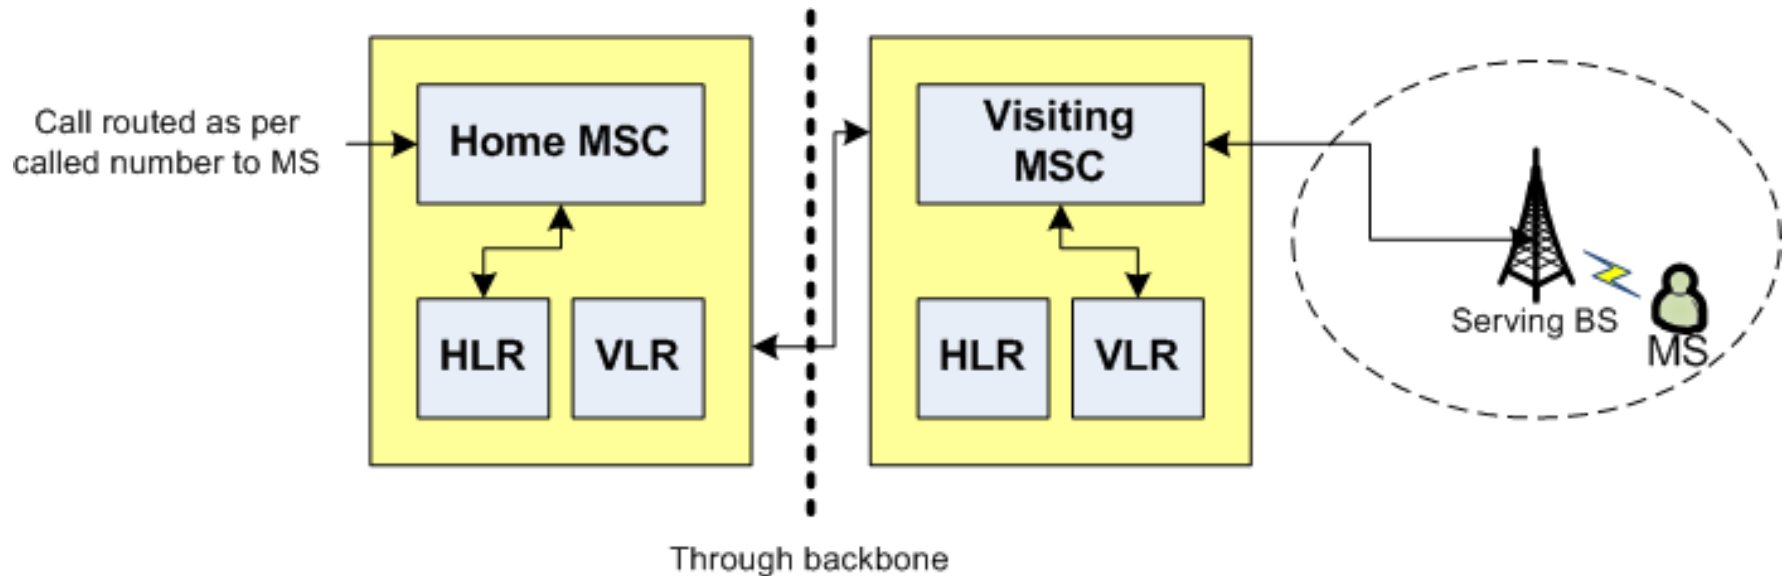 Call routed as per
called number to MS
Home MSC
HLR
VLR
Through backbone
Visiting
MSC
HLR
VLR
Serving BS
MS